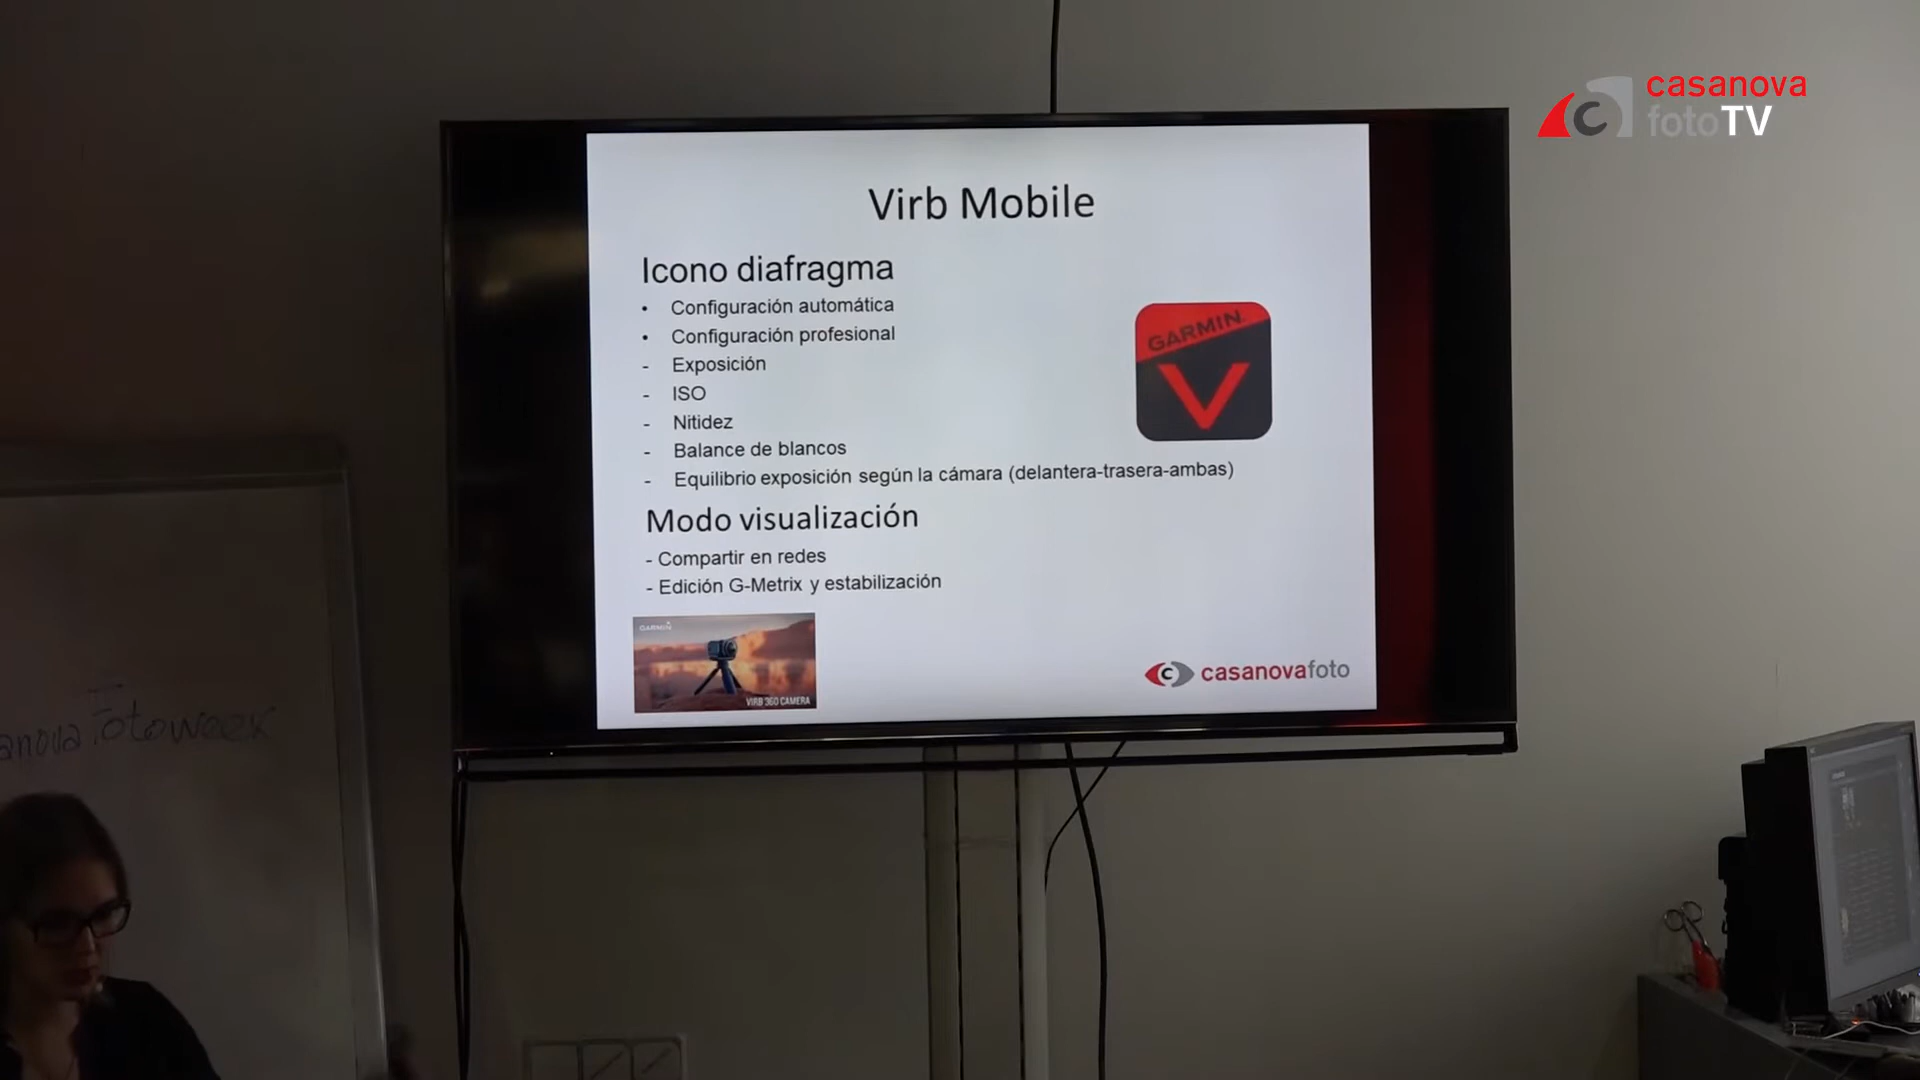 casanova
fotoTV
Virb Mobile
Icono diafragma
• Configuración automática
• Configuración profesional
- Exposición
- ISO
- Nitidez
- Balance de blancos
- Equilibrio exposición según la cámara (delantera-trasera-ambas)
GARMIN
V
Modo visualización
- Compartir en redes
- Edición G-Metrix y estabilización
GARMIN
VIRB 360 CAMERA
c casanovafoto
anova Fotoweek